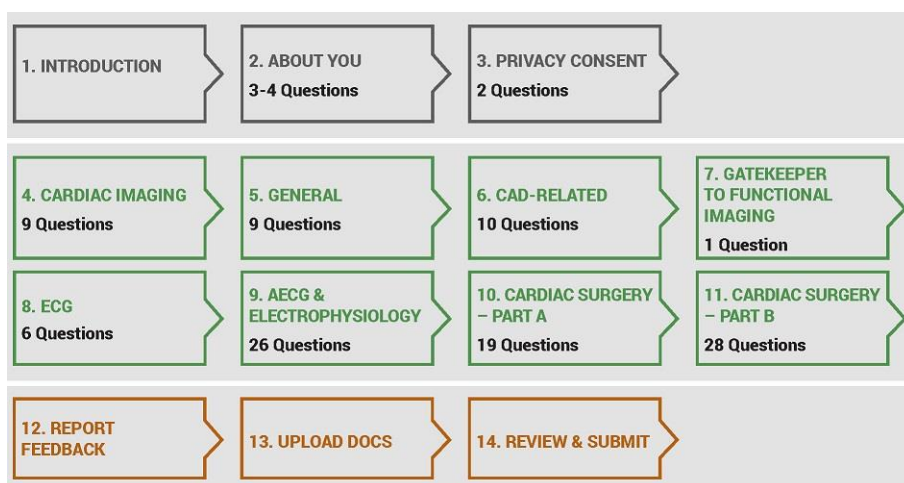 1. INTRODUCTION
2. ABOUT YOU
3-4 Questions
3. PRIVACY CONSENT
2 Questions
4. CARDIAC IMAGING
9 Questions
5. GENERAL
9 Questions
6. CAD-RELATED
10 Questions
7. GATEKEEPER
TO FUNCTIONAL
IMAGING
1 Question
8. ECG
6 Questions
9. AECG &
ELECTROPHYSIOLOGY
26 Questions
10. CARDIAC SURGERY
– PART A
19 Questions
11. CARDIAC SURGERY
– PART B
28 Questions
12. REPORT
FEEDBACK
13. UPLOAD DOCS
14. REVIEW & SUBMIT